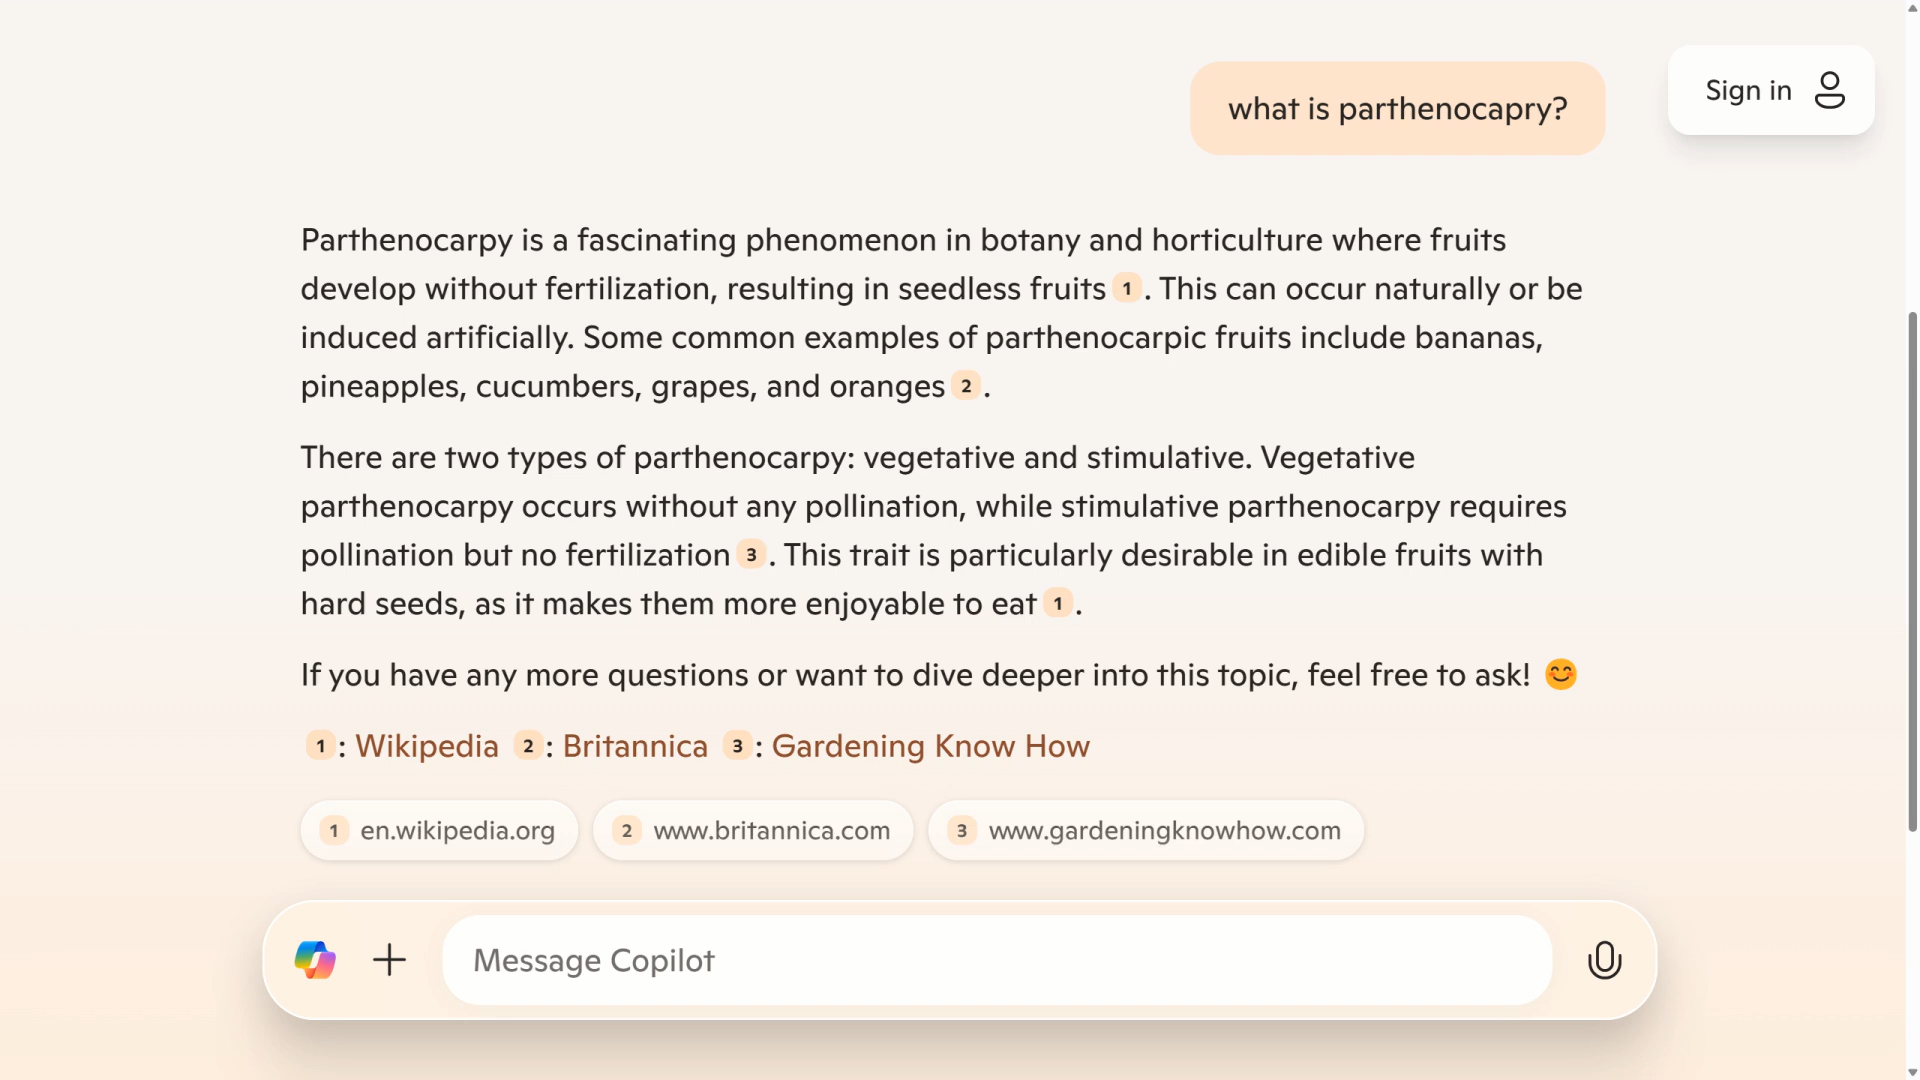 Sign in
what is parthenocapry?
Parthenocarpy is a fascinating phenomenon in botany and horticulture where fruits
develop without fertilization, resulting in seedless fruits 1. This can occur naturally or be
induced artificially. Some common examples of parthenocarpic fruits include bananas,
pineapples, cucumbers, grapes, and oranges 2.
There are two types of parthenocarpy: vegetative and stimulative. Vegetative
parthenocarpy occurs without any pollination, while stimulative parthenocarpy requires
pollination but no fertilization 3. This trait is particularly desirable in edible fruits with
hard seeds, as it makes them more enjoyable to eat 1.
If you have any more questions or want to dive deeper into this topic, feel free to ask! 😊
1: Wikipedia 2: Britannica 3: Gardening Know How
1 en.wikipedia.org 2 www.britannica.com 3 www.gardeningknowhow.com
Message Copilot